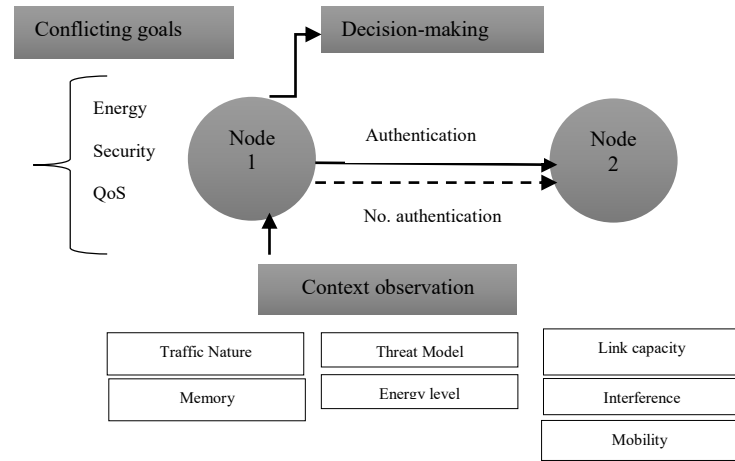 Conflicting goals
Decision-making
Energy
Security
QoS
Node
1
Authentication
No. authentication
Node
2
Context observation
Traffic Nature
Threat Model
Link capacity
Memory
Energy level
Interference
Mobility